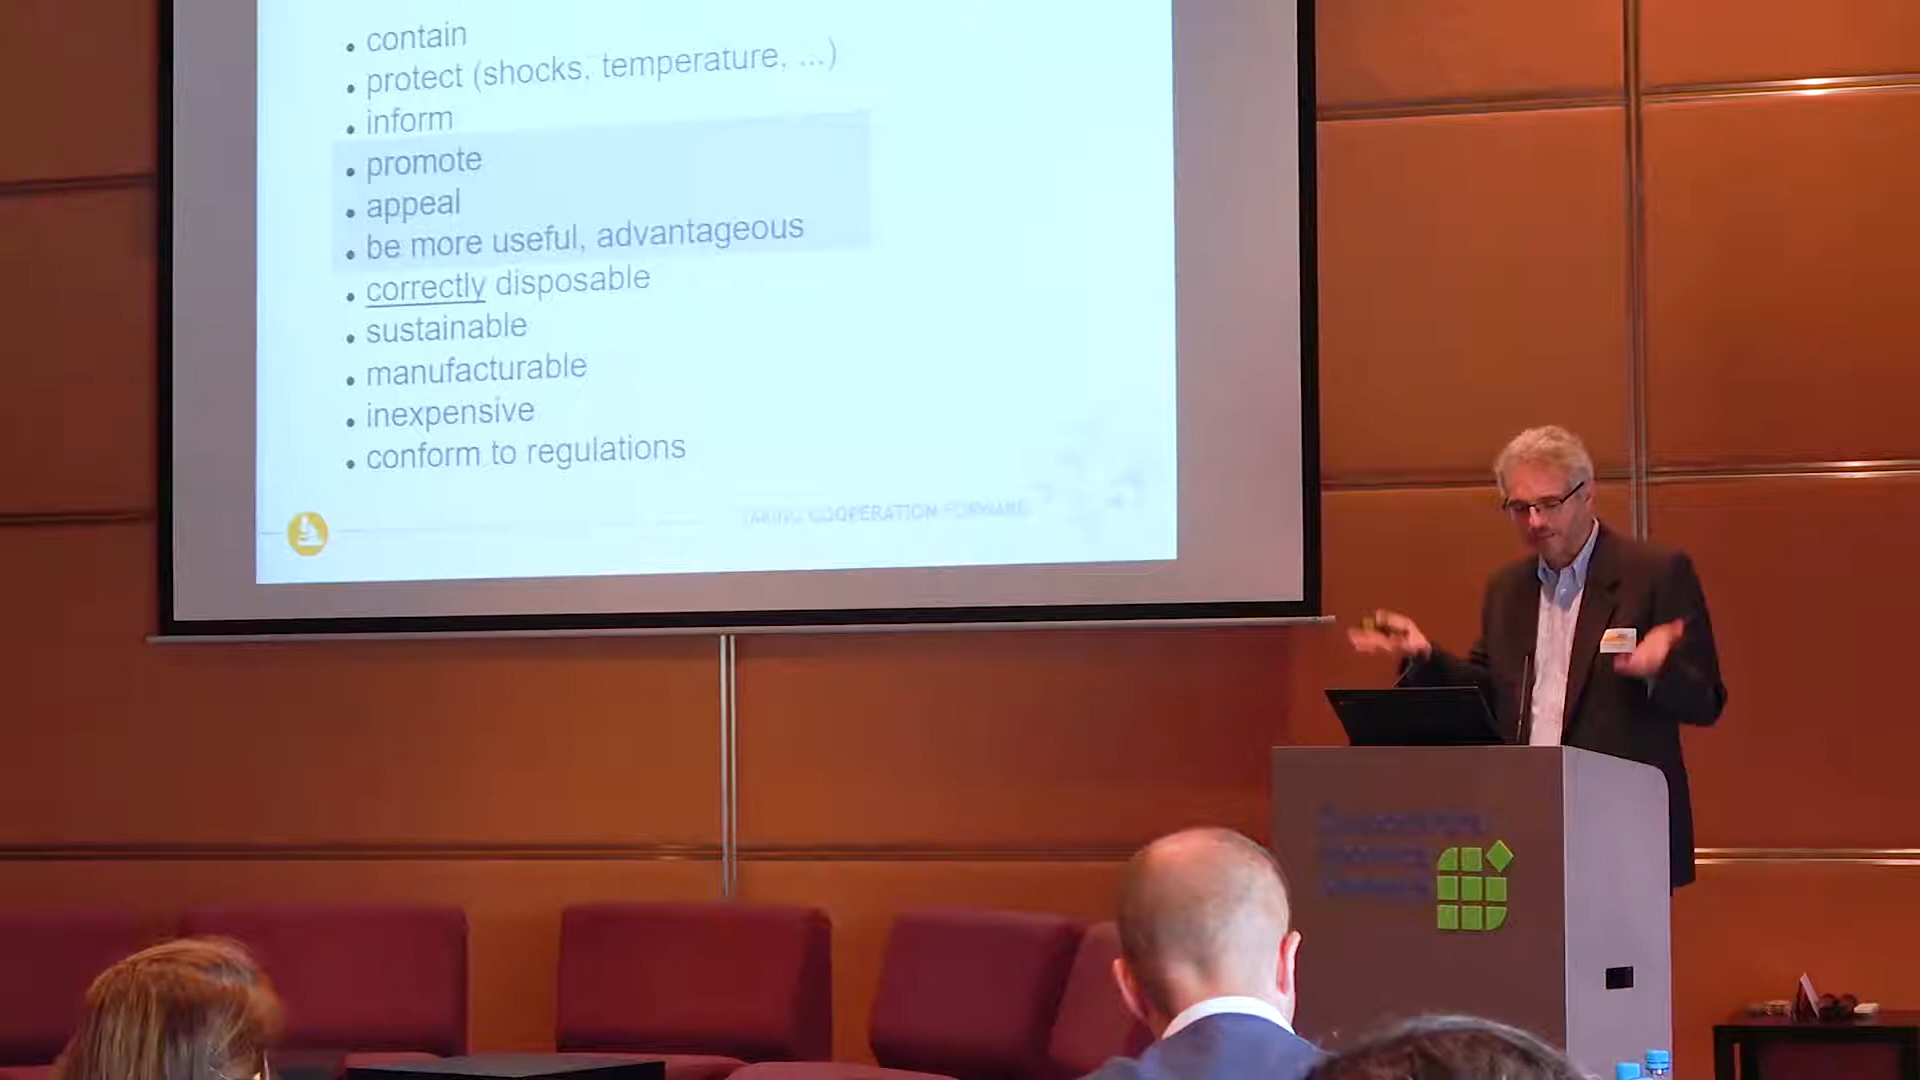 contain
protect (shocks, temperature, ...)
inform
promote
appeal
be more useful, advantageous
correctly disposable
sustainable
manufacturable
inexpensive
conform to regulations
TAKING COOPERATION FORWARD